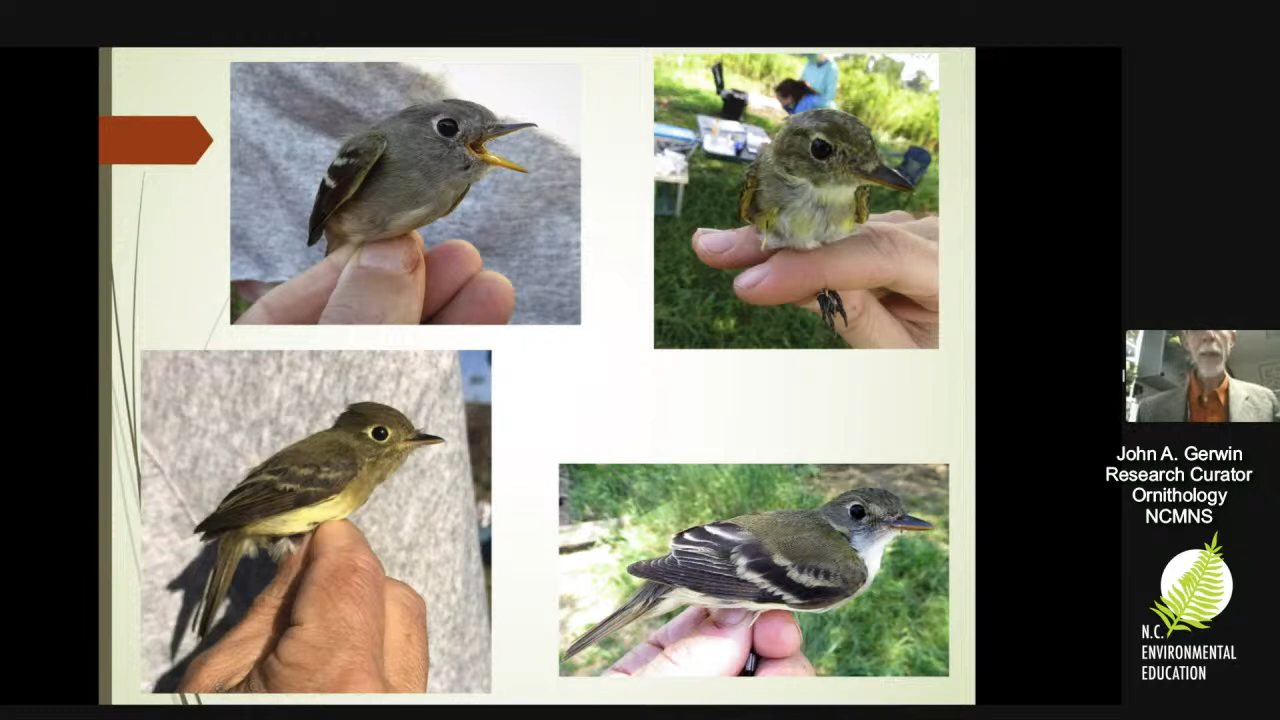 John A. Gerwin
Research Curator
Ornithology
NCMNS
N.C.
ENVIRONMENTAL
EDUCATION